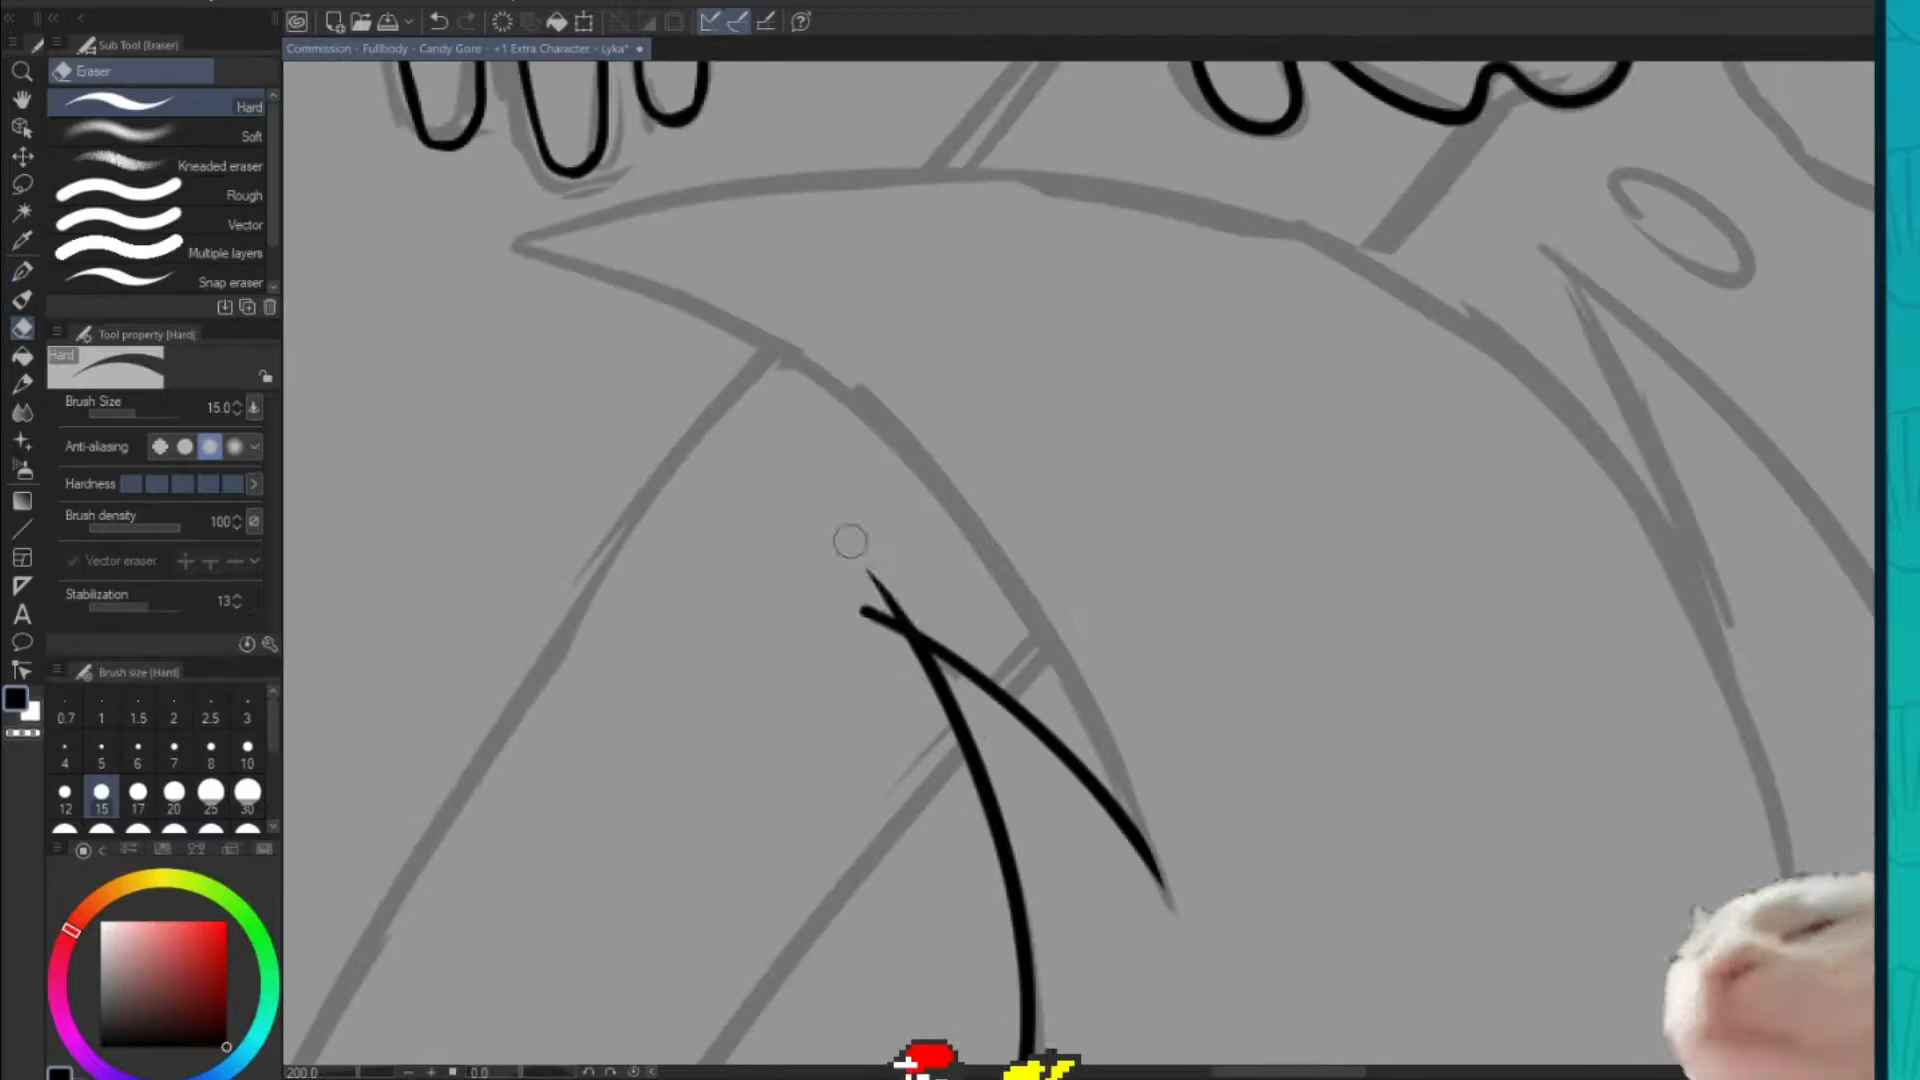 Sub Tool [Eraser]
Commission - Fullbody - Candy Gore - +1 Extra Character - Lyka*
Eraser
Hard
Soft
Kneaded eraser
Rough
Vector
Multiple layers
Snap eraser
Tool property [Hard]
Hard
Brush Size 15.0
Anti-aliasing
Hardness
Brush density 100
Vector eraser
Stabilization 13
Brush size [Hard]
0.7 1 1.5 2 2.5 3
4 5 6 7 8 10
12 15 17 20 25 30
200.0 0.0